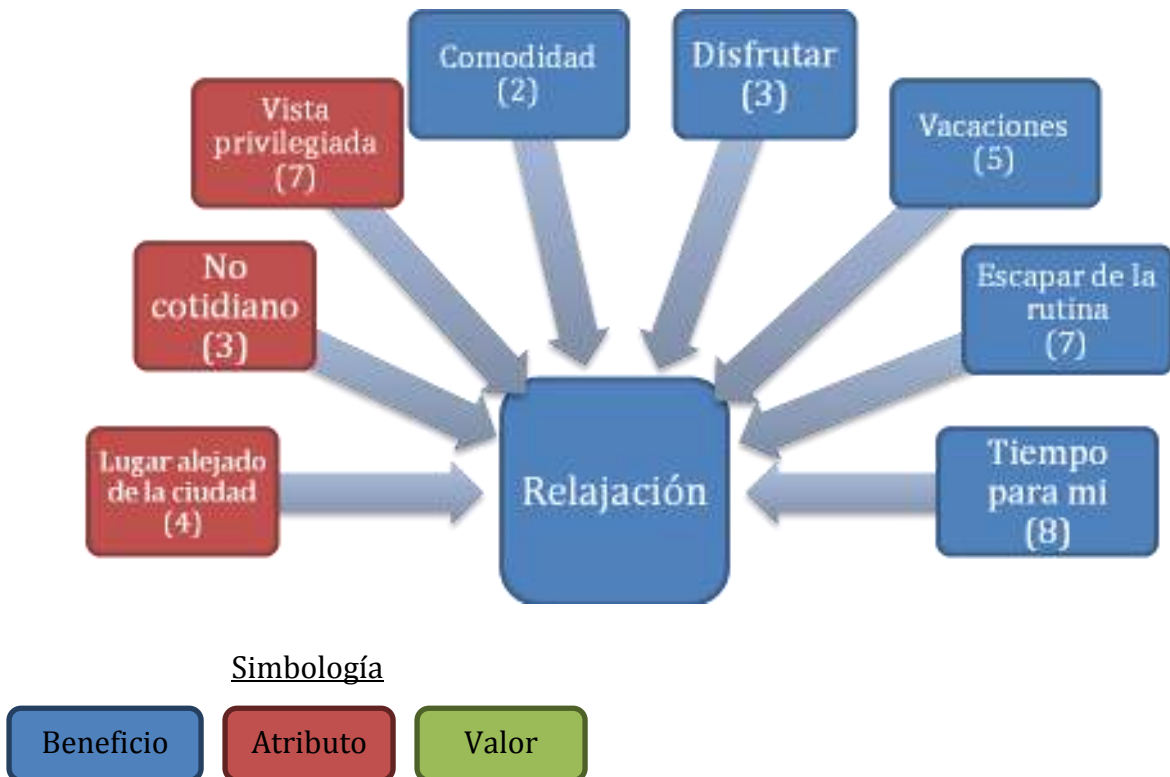 Comodidad
(2)
Disfrutar
(3)
Vista
privilegiada
(7)
Vacaciones
(5)
No
cotidiano
(3)
Escapar de la
rutina
(7)
Lugar alejado
de la ciudad
(4)
Relajación
Tiempo
para mi
(8)
Simbología
Beneficio
Atributo
Valor